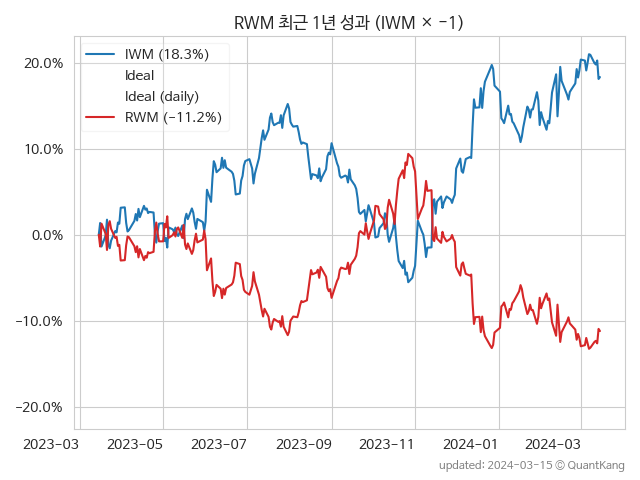 RWM 최근 1년 성과 (IWM × −1)
IWM (18.3%)
Ideal
Ideal (daily)
RWM (−11.2%)
20.0%
10.0%
0.0%
−10.0%
−20.0%
2023−03 2023−05 2023−07 2023−09 2023−11 2024−01 2024−03
updated: 2024−03−15 © QuantKang